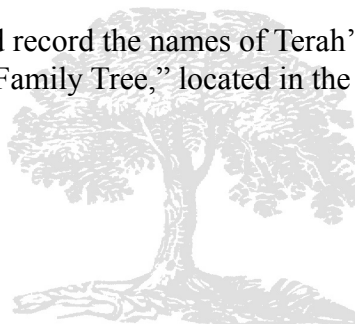 record the names of Terah’
Family Tree,” located in the